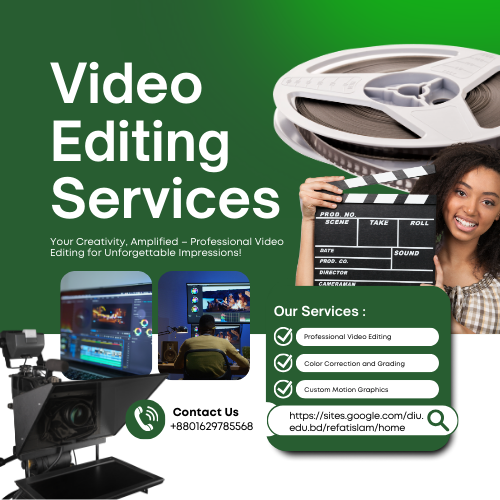 Video
Editing
Services
Your Creativity, Amplified – Professional Video
Editing for Unforgettable Impressions!
PROD. NO.
SCENE TAKE ROLL
DATE SOUND
PROD. CO.
DIRECTOR
CAMERAMAN
Our Services :
Professional Video Editing
Color Correction and Grading
Custom Motion Graphics
Contact Us
+8801629785568
https://sites.google.com/diu.
edu.bd/refatislam/home